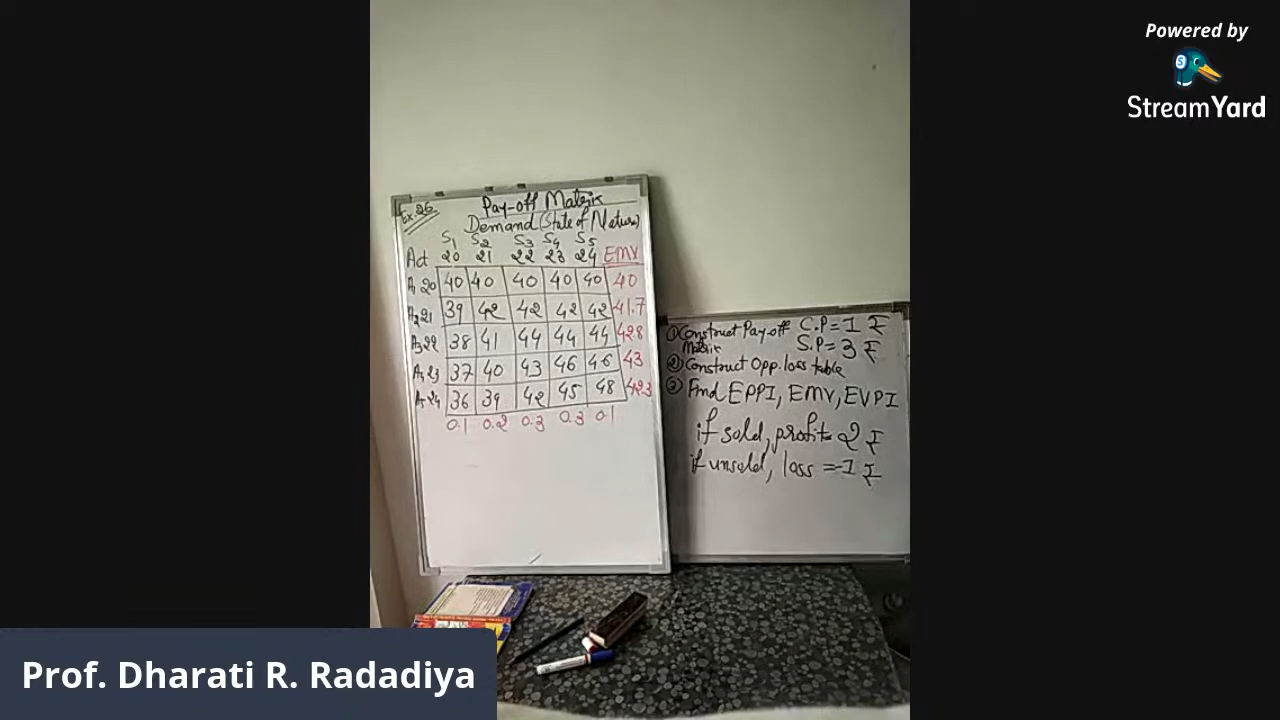 Powered by
StreamYard
Ex.26
Pay-off Matrix
Demand (State of Nature)
S1 S2 S3 S4 S5
Act 20 21 22 23 24 EMV
A1 20 40 40 40 40 40 40
A2 21 39 42 42 42 42 41.7
A3 22 38 41 44 44 44 42.8
A4 23 37 40 43 46 46 43
A5 24 36 39 42 45 48 42.3
0.1 0.2 0.3 0.3 0.1
① Construct Pay-off C.P = 1 ₹
Matrix S.P = 3 ₹
② Construct Opp. loss table
③ Find EPPI, EMV, EVPI
if sold, profit = 2 ₹
if unsold, loss = -1 ₹
Prof. Dharati R. Radadiya